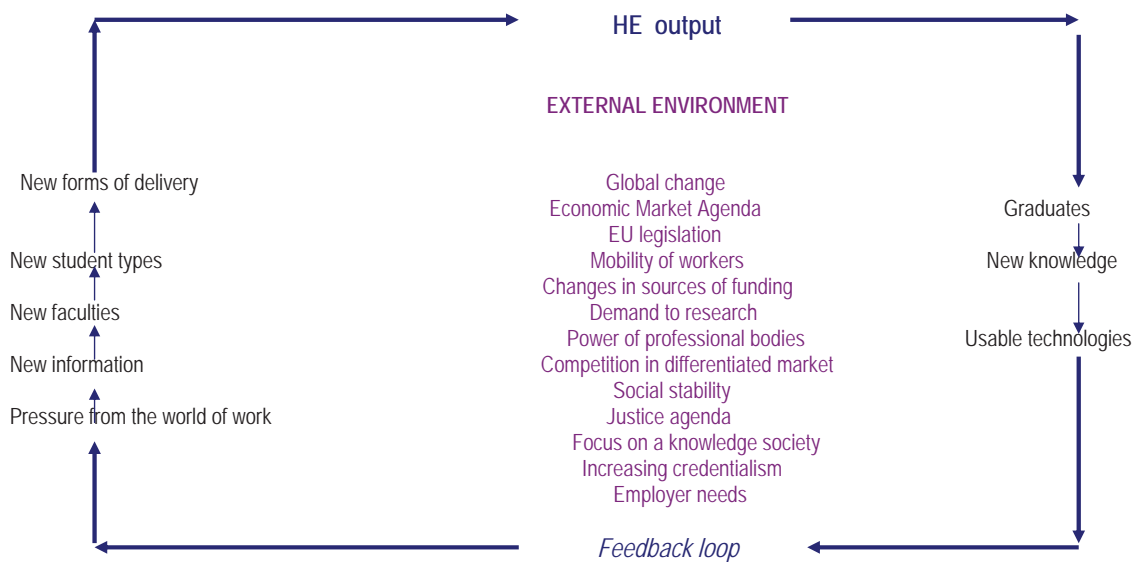 HE output
EXTERNAL ENVIRONMENT
New forms of delivery
New student types
New faculties
New information
Pressure from the world of work
Global change
Economic Market Agenda
EU legislation
Mobility of workers
Changes in sources of funding
Demand to research
Power of professional bodies
Competition in differentiated market
Social stability
Justice agenda
Focus on a knowledge society
Increasing credentialism
Employer needs
Graduates
New knowledge
Usable technologies
Feedback loop